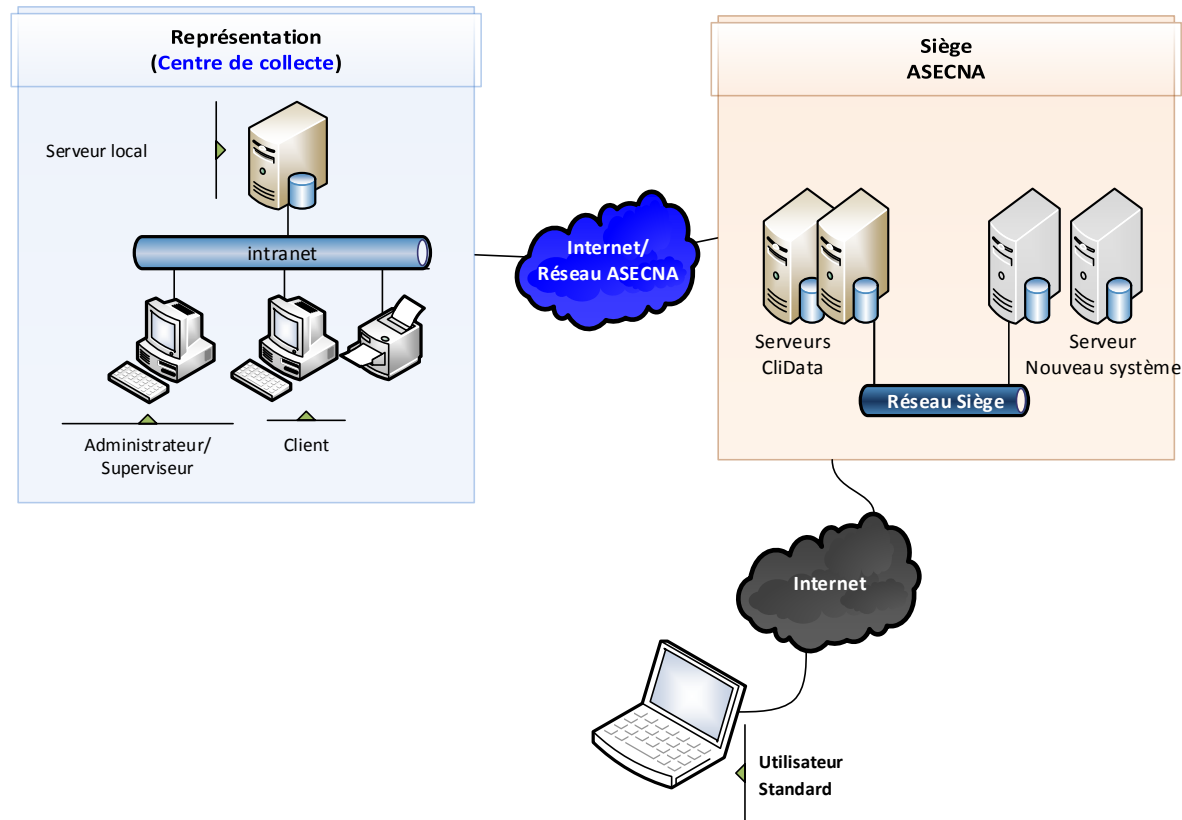 Représentation
(Centre de collecte)
Serveur local
intranet
Administrateur/
Superviseur
Client
Internet/
Réseau ASECNA
Siège
ASECNA
Serveurs
CliData
Serveur
Nouveau système
Réseau Siège
Internet
Utilisateur
Standard